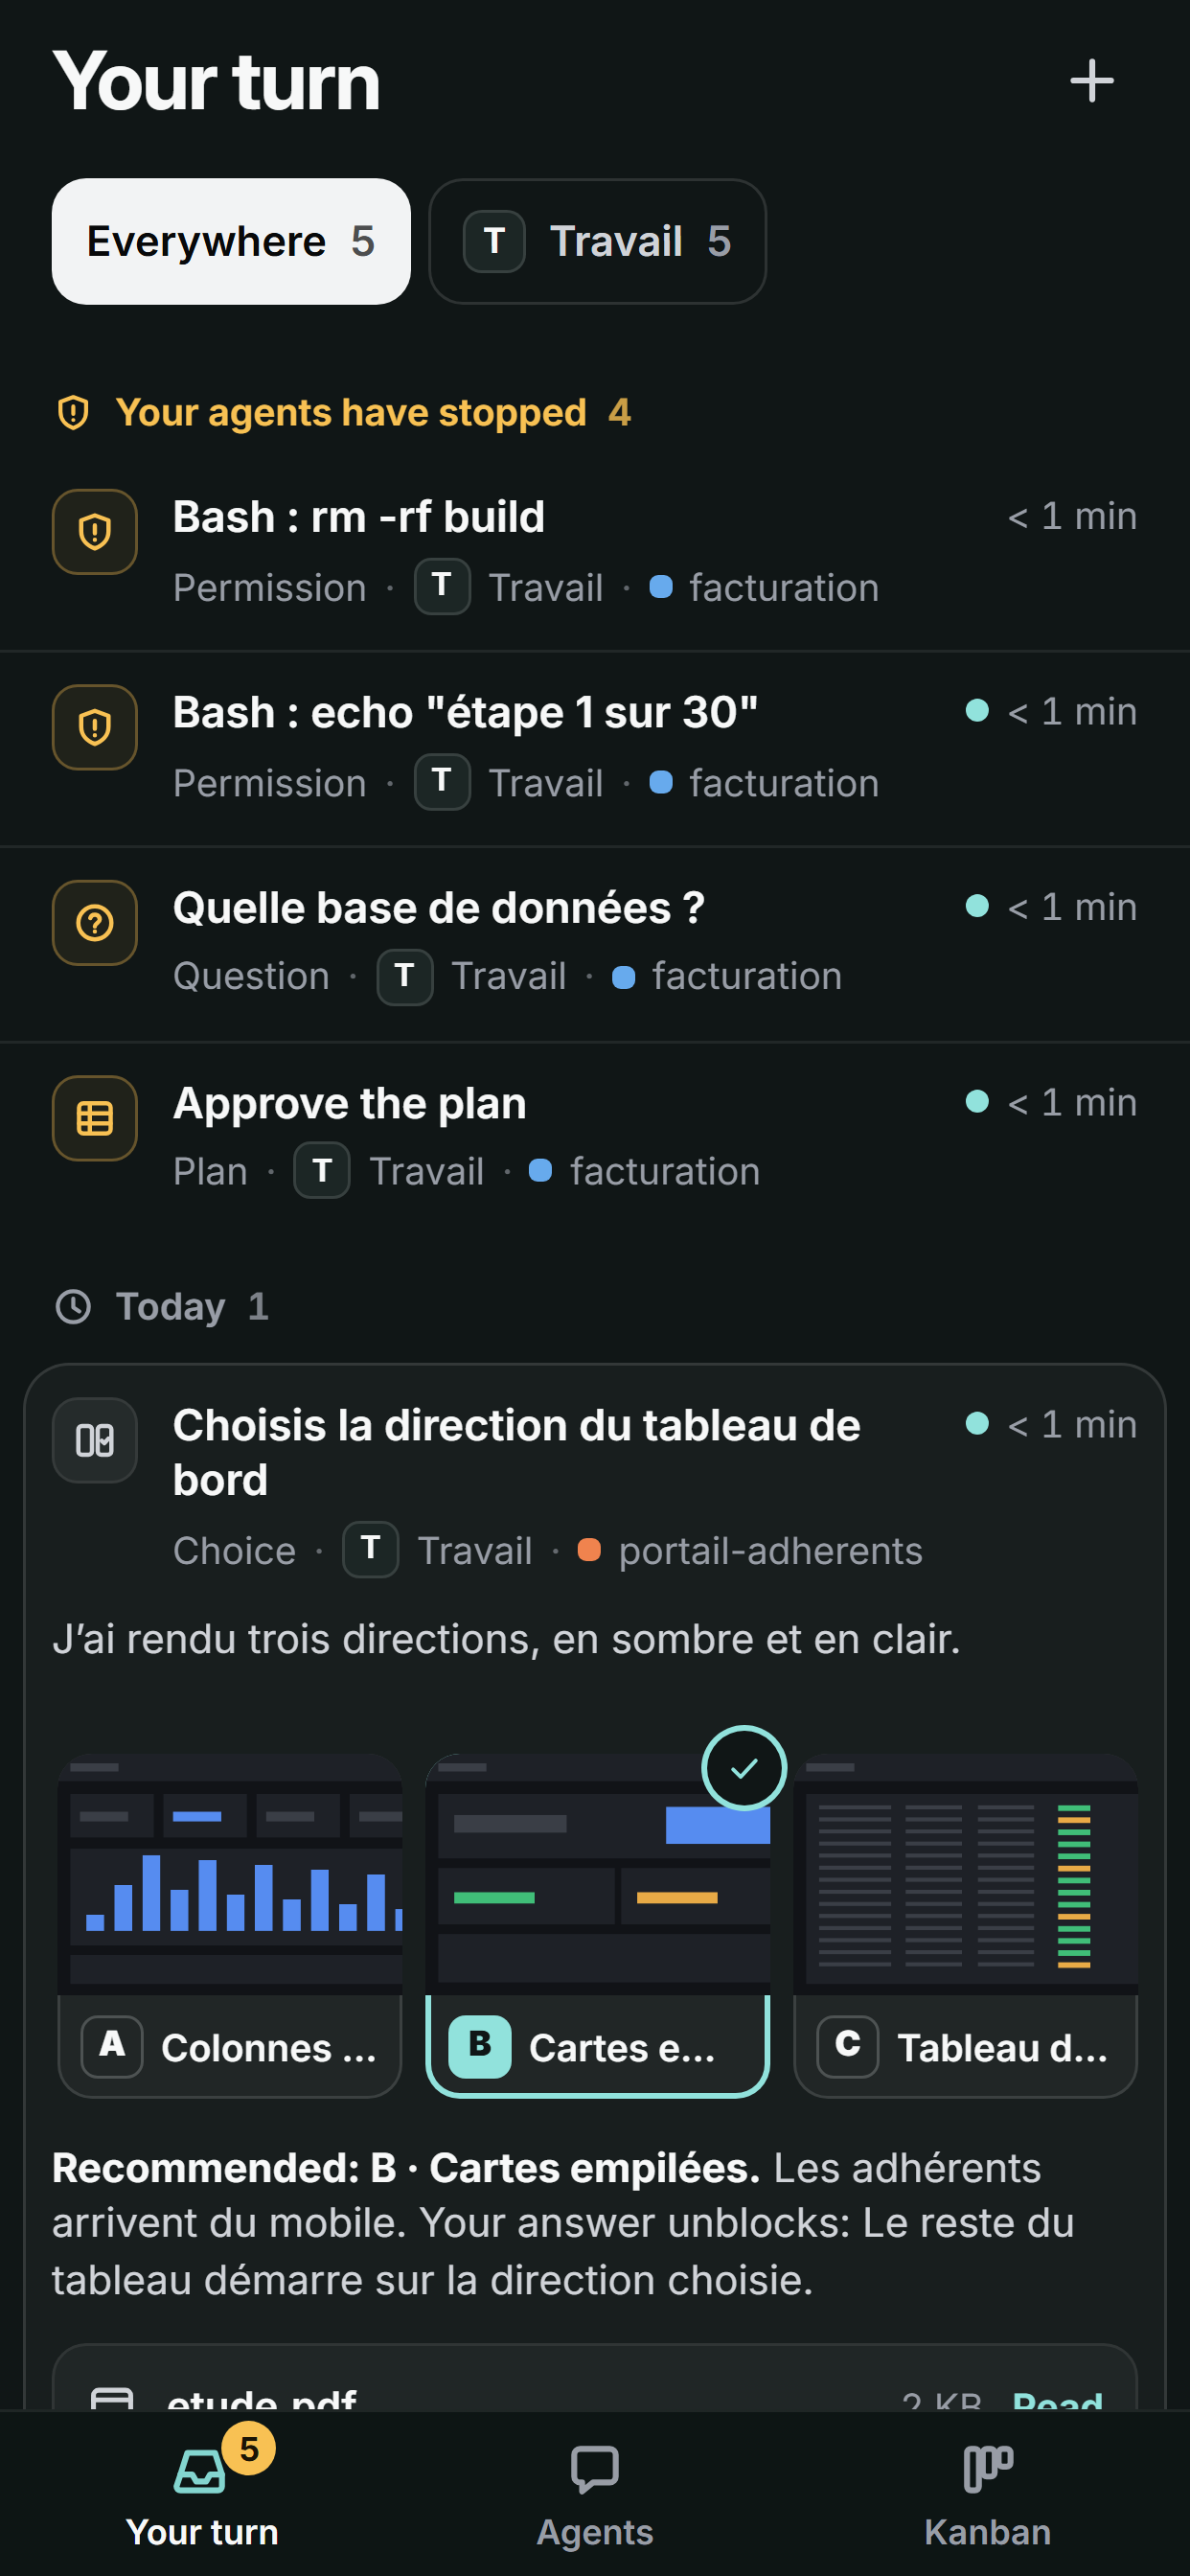 Your turn
Everywhere 5
T Travail 5
Your agents have stopped 4
Bash : rm -rf build < 1 min
Permission · T Travail · facturation
Bash : echo "étape 1 sur 30" < 1 min
Permission · T Travail · facturation
Quelle base de données ? < 1 min
Question · T Travail · facturation
Approve the plan < 1 min
Plan · T Travail · facturation
Today 1
Choisis la direction du tableau de < 1 min
bord
Choice · T Travail · portail-adherents
J’ai rendu trois directions, en sombre et en clair.
A Colonnes ...
B Cartes e...
C Tableau d...
Recommended: B · Cartes empilées. Les adhérents
arrivent du mobile. Your answer unblocks: Le reste du
tableau démarre sur la direction choisie.
etude.pdf 2 KB Read
5
Your turn
Agents
Kanban